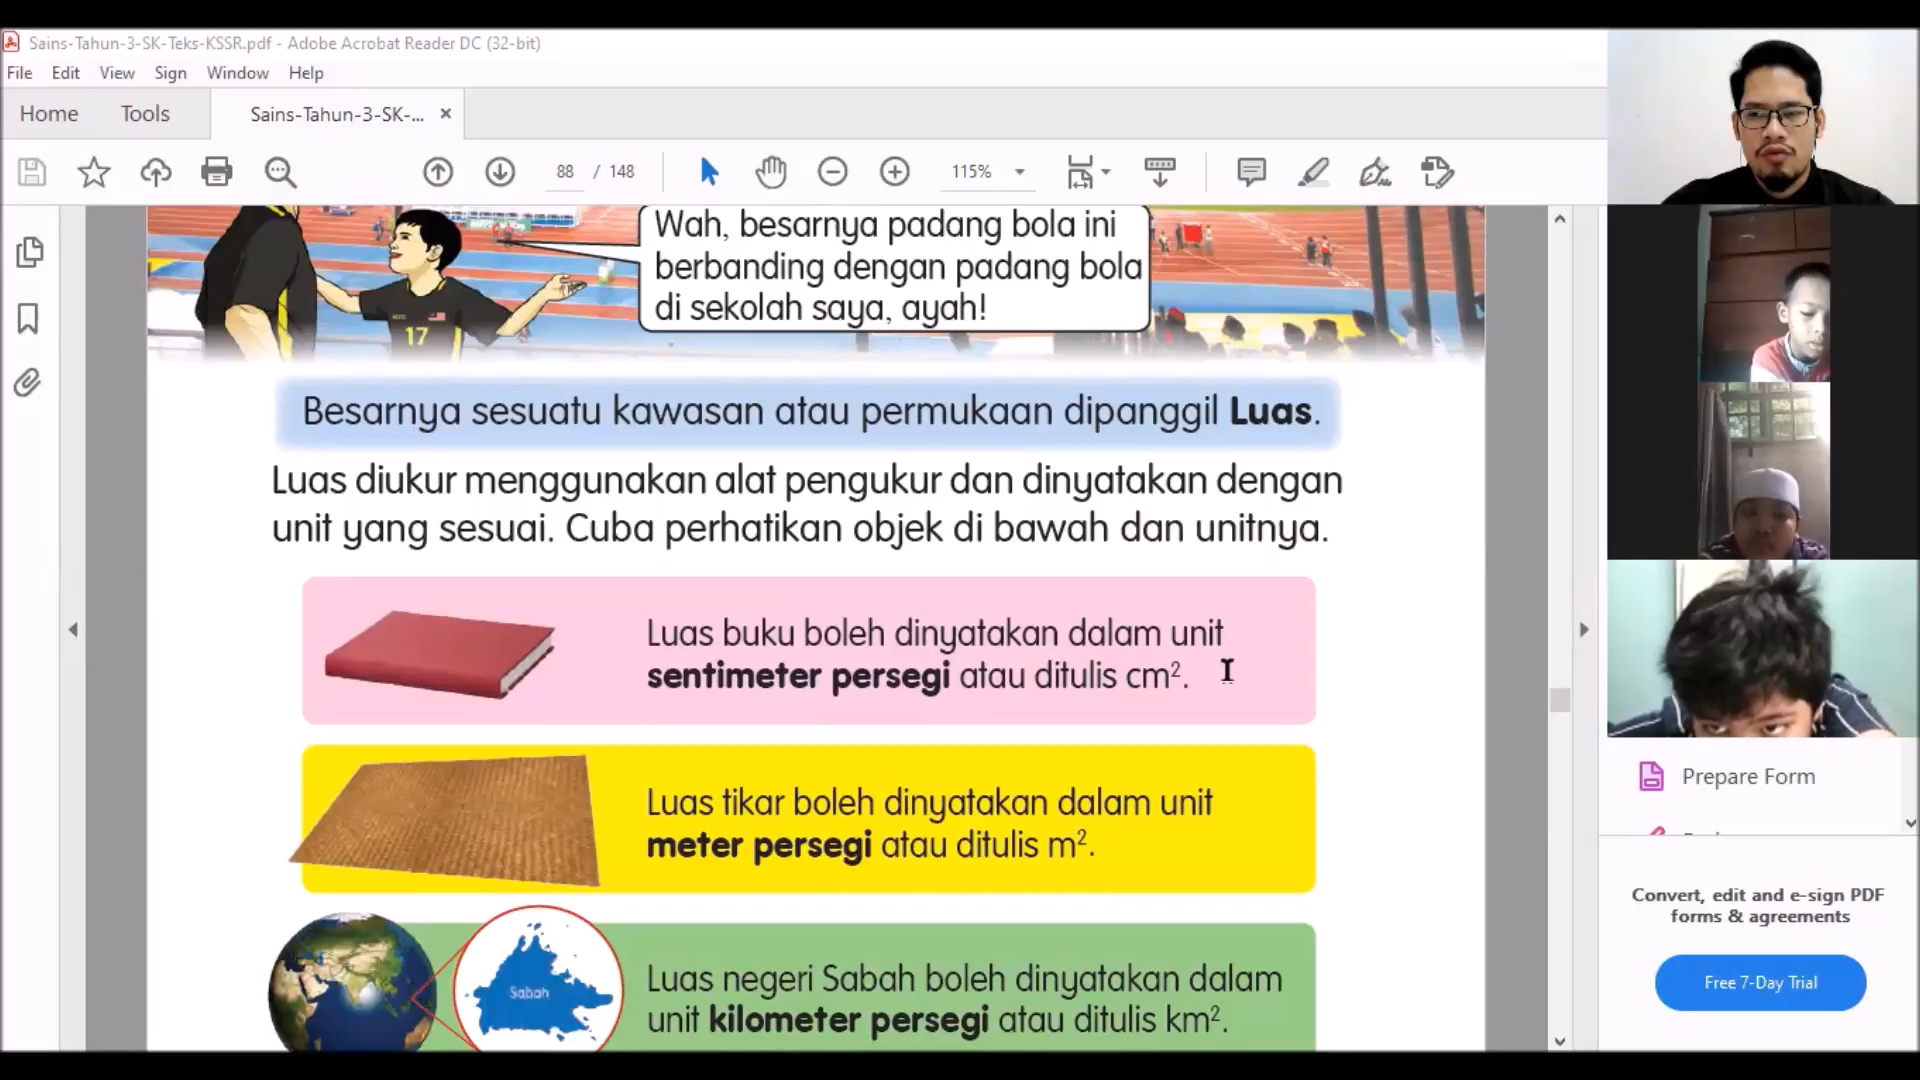 Sains-Tahun-3-SK-Teks-KSSR.pdf - Adobe Acrobat Reader DC (32-bit)
File Edit View Sign Window Help
Home Tools Sains-Tahun-3-SK-... ×
88 / 148 115%
Wah, besarnya padang bola ini
berbanding dengan padang bola
di sekolah saya, ayah!
17
Besarnya sesuatu kawasan atau permukaan dipanggil Luas.
Luas diukur menggunakan alat pengukur dan dinyatakan dengan
unit yang sesuai. Cuba perhatikan objek di bawah dan unitnya.
Luas buku boleh dinyatakan dalam unit
sentimeter persegi atau ditulis cm².
Luas tikar boleh dinyatakan dalam unit
meter persegi atau ditulis m².
Sabah
Luas negeri Sabah boleh dinyatakan dalam
unit kilometer persegi atau ditulis km².
Prepare Form
Convert, edit and e-sign PDF
forms & agreements
Free 7-Day Trial